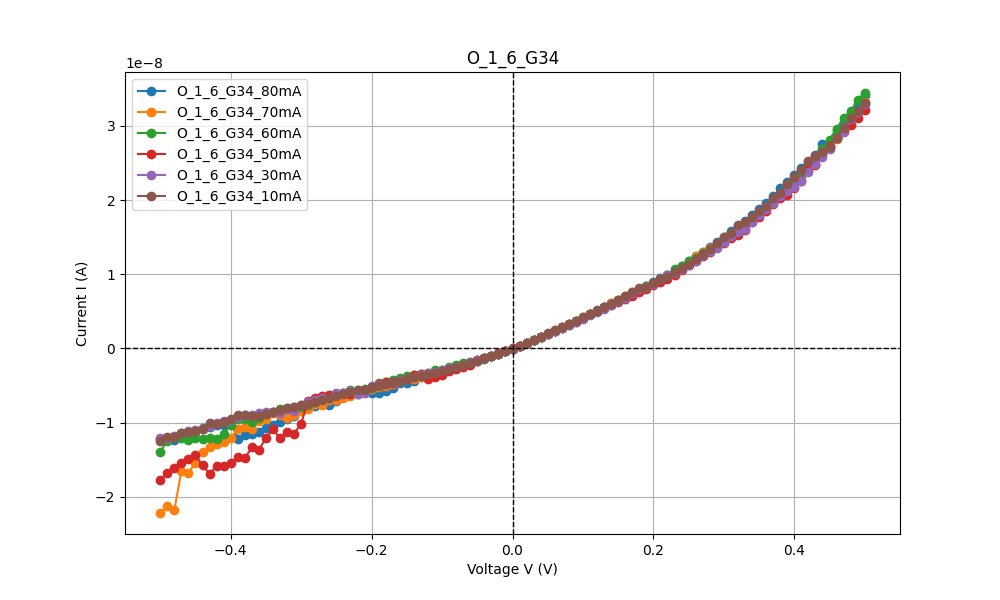 O_1_6_G34
1e−8
O_1_6_G34_80mA
O_1_6_G34_70mA
O_1_6_G34_60mA
O_1_6_G34_50mA
O_1_6_G34_30mA
O_1_6_G34_10mA
3
2
1
0
−1
−2
Current I (A)
−0.4
−0.2
0.0
0.2
0.4
Voltage V (V)